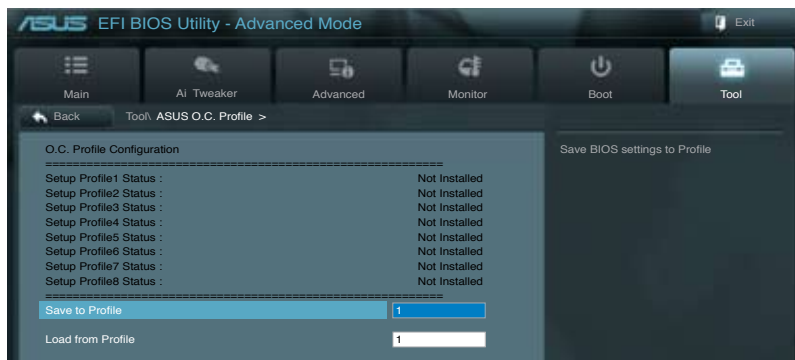 ASUS EFI BIOS Utility - Advanced Mode
Exit
Main
Ai Tweaker
Advanced
Monitor
Boot
Tool
Back
Tool\ ASUS O.C. Profile >
O.C. Profile Configuration
Save BIOS settings to Profile
==========================================================
Setup Profile1 Status : Not Installed
Setup Profile2 Status : Not Installed
Setup Profile3 Status : Not Installed
Setup Profile4 Status : Not Installed
Setup Profile5 Status : Not Installed
Setup Profile6 Status : Not Installed
Setup Profile7 Status : Not Installed
Setup Profile8 Status : Not Installed
==========================================================
Save to Profile 1
Load from Profile 1